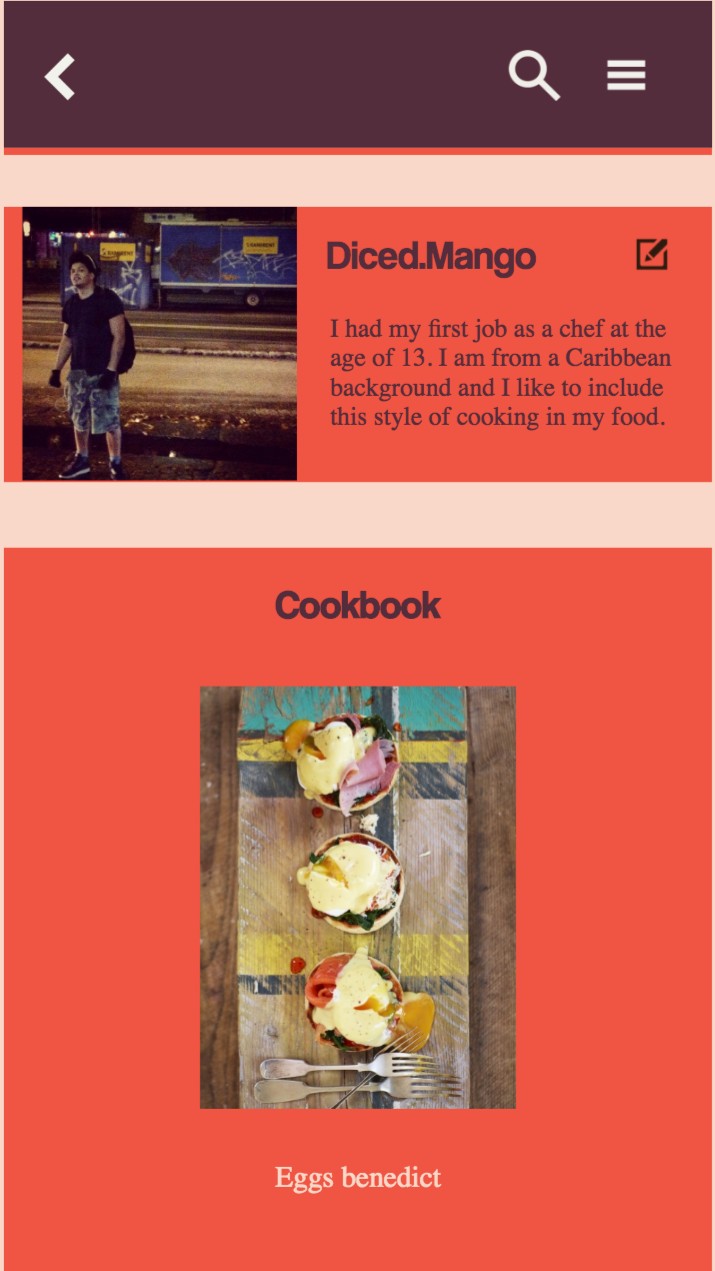 Diced.Mango
I had my first job as a chef at the
age of 13. I am from a Caribbean
background and I like to include
this style of cooking in my food.
Cookbook
Eggs benedict